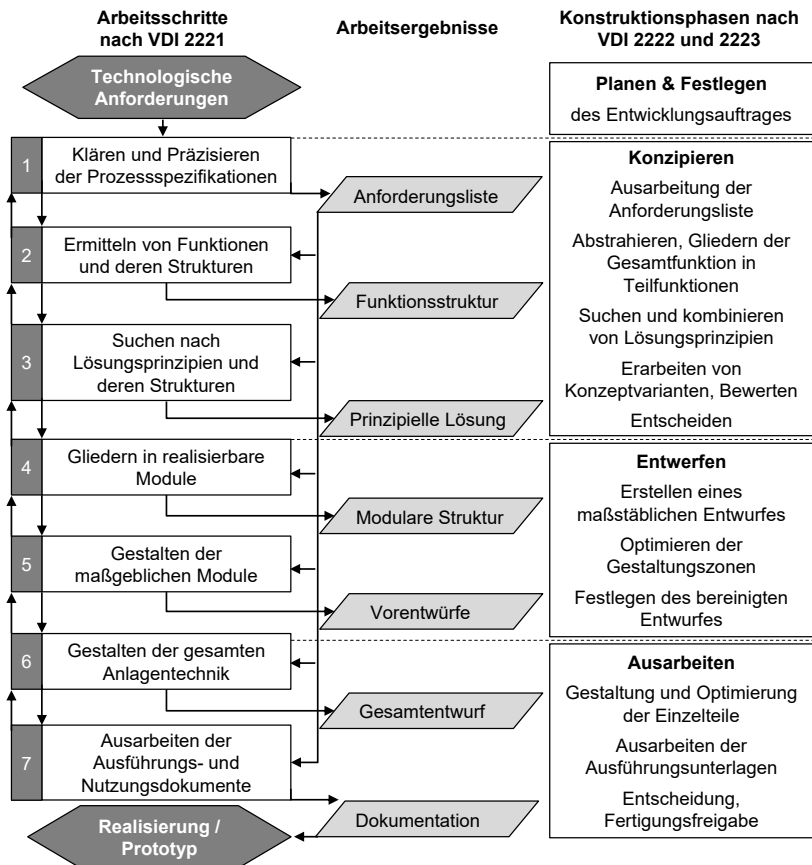 Arbeitsschritte
nach VDI 2221
Arbeitsergebnisse
Konstruktionsphasen nach
VDI 2222 und 2223
Technologische
Anforderungen
1
Klären und Präzisieren
der Prozessspezifikationen
2
Ermitteln von Funktionen
und deren Strukturen
3
Suchen nach
Lösungsprinzipien und
deren Strukturen
4
Gliedern in realisierbare
Module
5
Gestalten der
maßgeblichen Module
6
Gestalten der gesamten
Anlagentechnik
7
Ausarbeiten der
Ausführungs- und
Nutzungsdokumente
Realisierung /
Prototyp
Anforderungsliste
Funktionsstruktur
Prinzipielle Lösung
Modulare Struktur
Vorentwürfe
Gesamtentwurf
Dokumentation
Planen & Festlegen
des Entwicklungsauftrages
Konzipieren
Ausarbeitung der
Anforderungsliste
Abstrahieren, Gliedern der
Gesamtfunktion in
Teilfunktionen
Suchen und kombinieren
von Lösungsprinzipien
Erarbeiten von
Konzeptvarianten, Bewerten
Entscheiden
Entwerfen
Erstellen eines
maßstäblichen Entwurfes
Optimieren der
Gestaltungszonen
Festlegen des bereinigten
Entwurfes
Ausarbeiten
Gestaltung und Optimierung
der Einzelteile
Ausarbeiten der
Ausführungsunterlagen
Entscheidung,
Fertigungsfreigabe